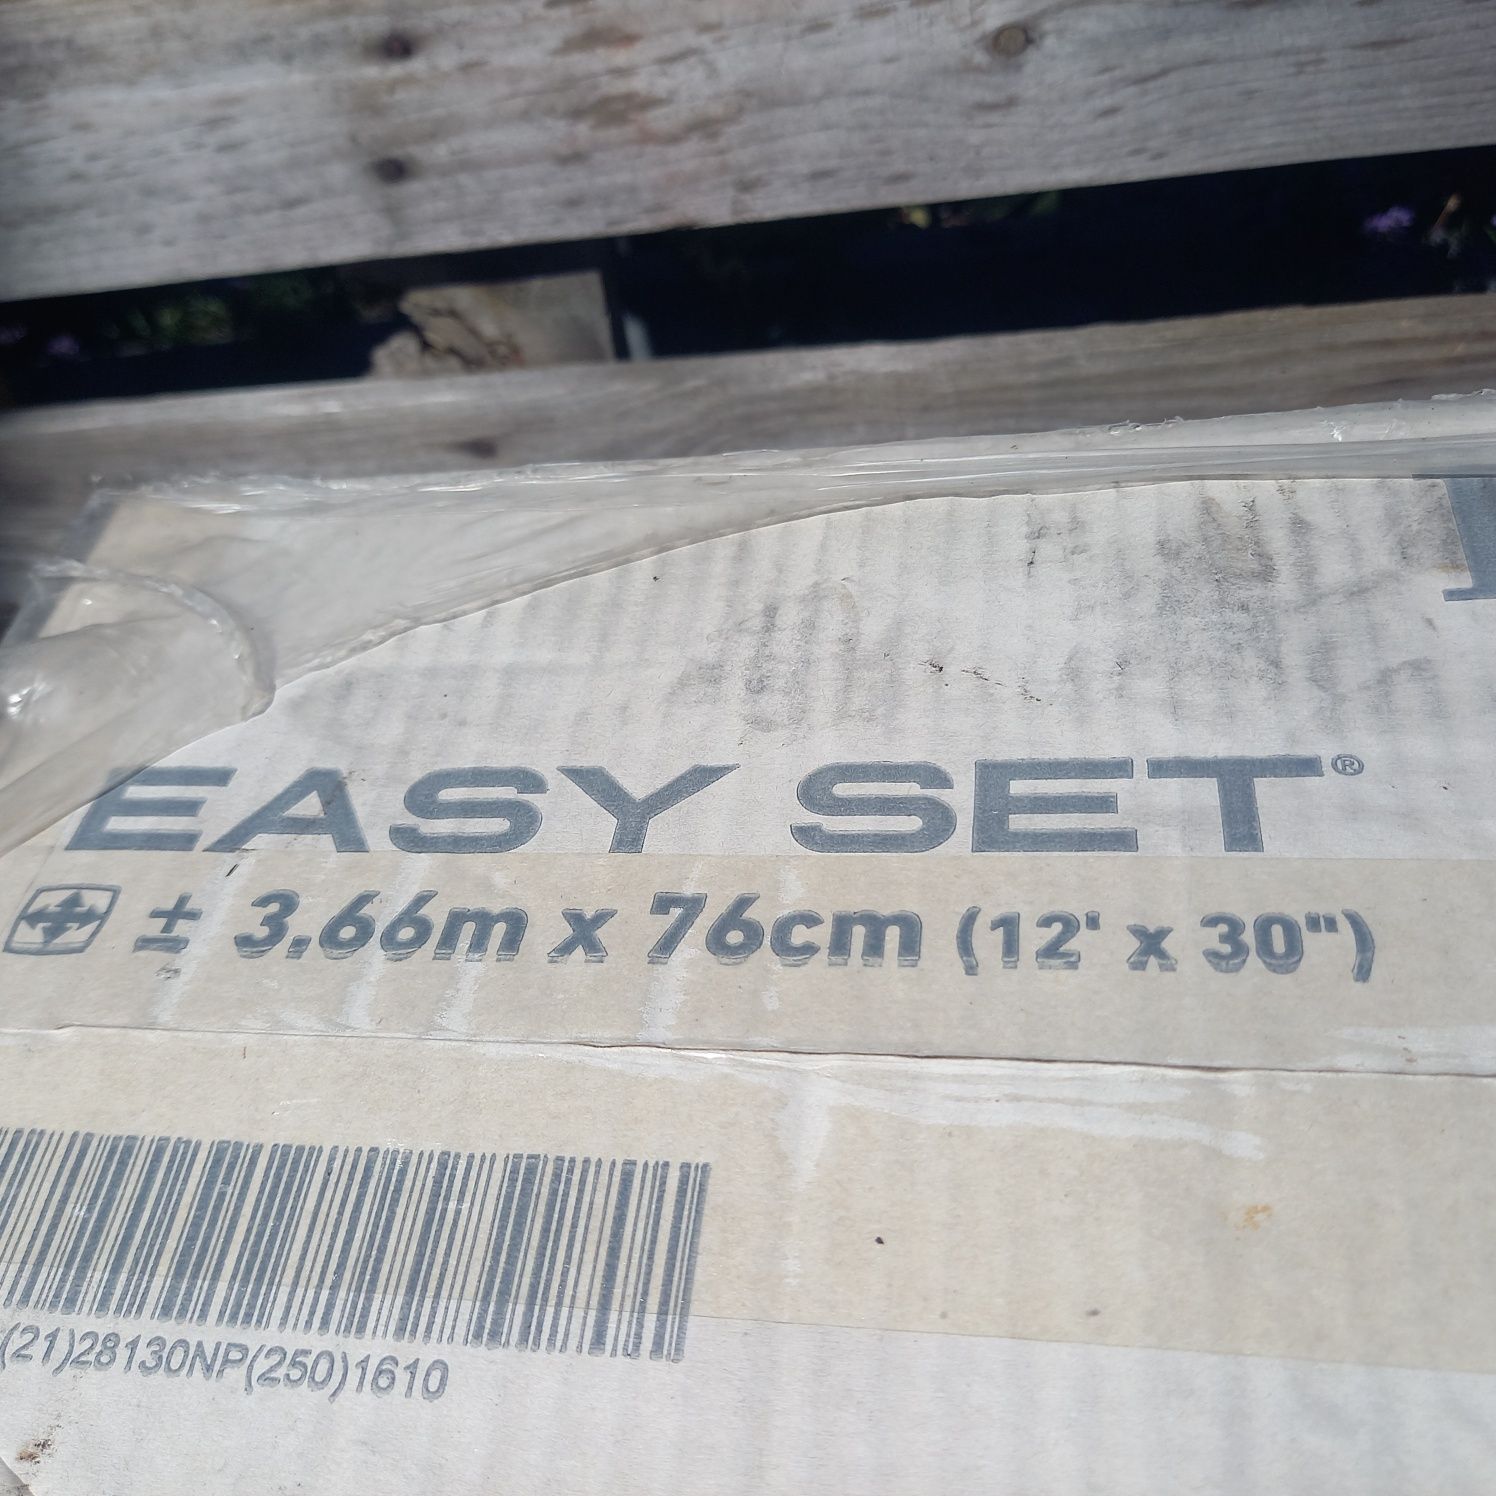 EASY SET®
± 3.66m x 76cm (12' x 30")
(21)28130NP(250)1610